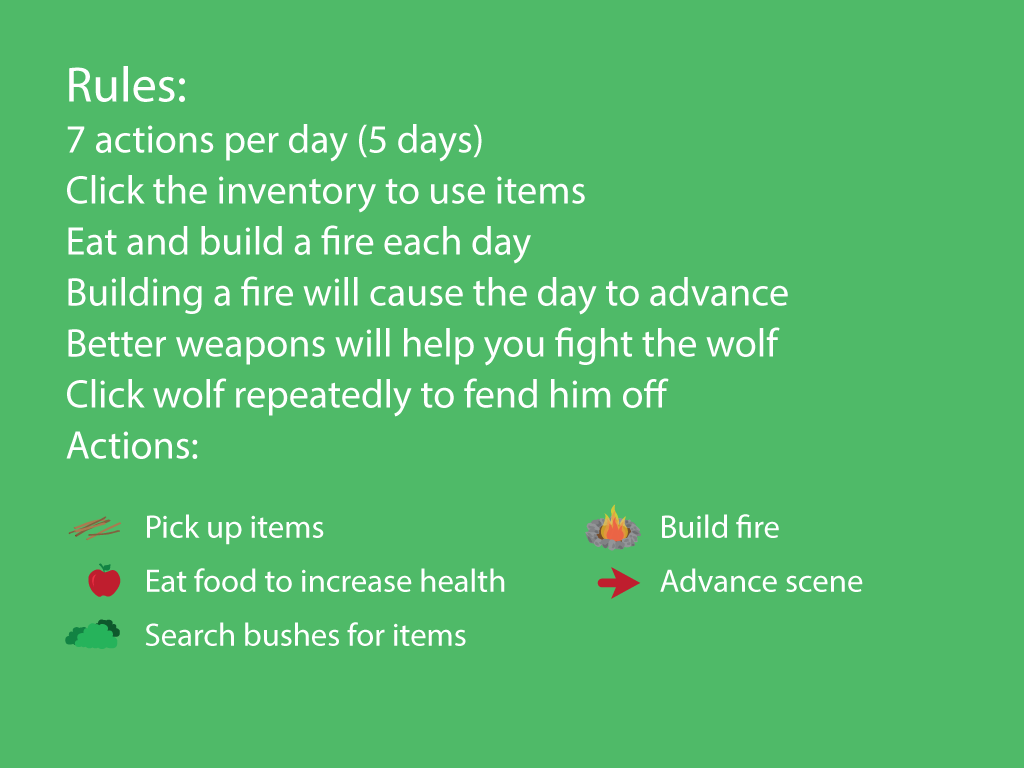 Rules:
7 actions per day (5 days)
Click the inventory to use items
Eat and build a fire each day
Building a fire will cause the day to advance
Better weapons will help you fight the wolf
Click wolf repeatedly to fend him off
Actions:
Pick up items
Eat food to increase health
Search bushes for items
Build fire
Advance scene